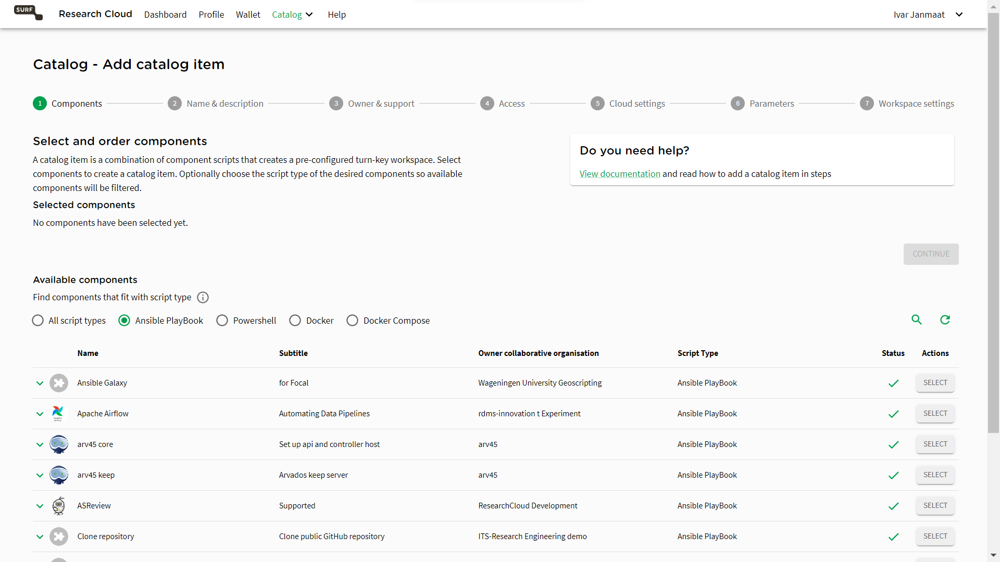 SURF Research Cloud Dashboard Profile Wallet Catalog Help Ivar Janmaat
Catalog - Add catalog item
1 Components 2 Name & description 3 Owner & support 4 Access 5 Cloud settings 6 Parameters 7 Workspace settings
Select and order components
A catalog item is a combination of component scripts that creates a pre-configured turn-key workspace. Select
components to create a catalog item. Optionally choose the script type of the desired components so available
components will be filtered.
Do you need help?
View documentation and read how to add a catalog item in steps
Selected components
No components have been selected yet.
CONTINUE
Available components
Find components that fit with script type
All script types Ansible PlayBook Powershell Docker Docker Compose
Name Subtitle Owner collaborative organisation Script Type Status Actions
Ansible Galaxy for Focal Wageningen University Geoscripting Ansible PlayBook SELECT
Apache Airflow Automating Data Pipelines rdms-innovation t Experiment Ansible PlayBook SELECT
arv45 core Set up api and controller host arv45 Ansible PlayBook SELECT
arv45 keep Arvados keep server arv45 Ansible PlayBook SELECT
ASReview Supported ResearchCloud Development Ansible PlayBook SELECT
Clone repository Clone public GitHub repository ITS-Research Engineering demo Ansible PlayBook SELECT